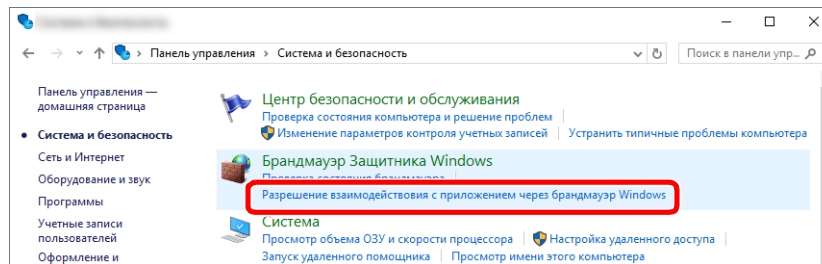 Панель управления › Система и безопасность
Поиск в панели упр...
Панель управления —
домашняя страница
Система и безопасность
Сеть и Интернет
Оборудование и звук
Программы
Учетные записи
пользователей
Оформление и
Центр безопасности и обслуживания
Проверка состояния компьютера и решение проблем
Изменение параметров контроля учетных записей
Устранить типичные проблемы компьютера
Брандмауэр Защитника Windows
Проверка состояния брандмауэра
Разрешение взаимодействия с приложением через брандмауэр Windows
Система
Просмотр объема ОЗУ и скорости процессора
Настройка удаленного доступа
Запуск удаленного помощника
Просмотр имени этого компьютера